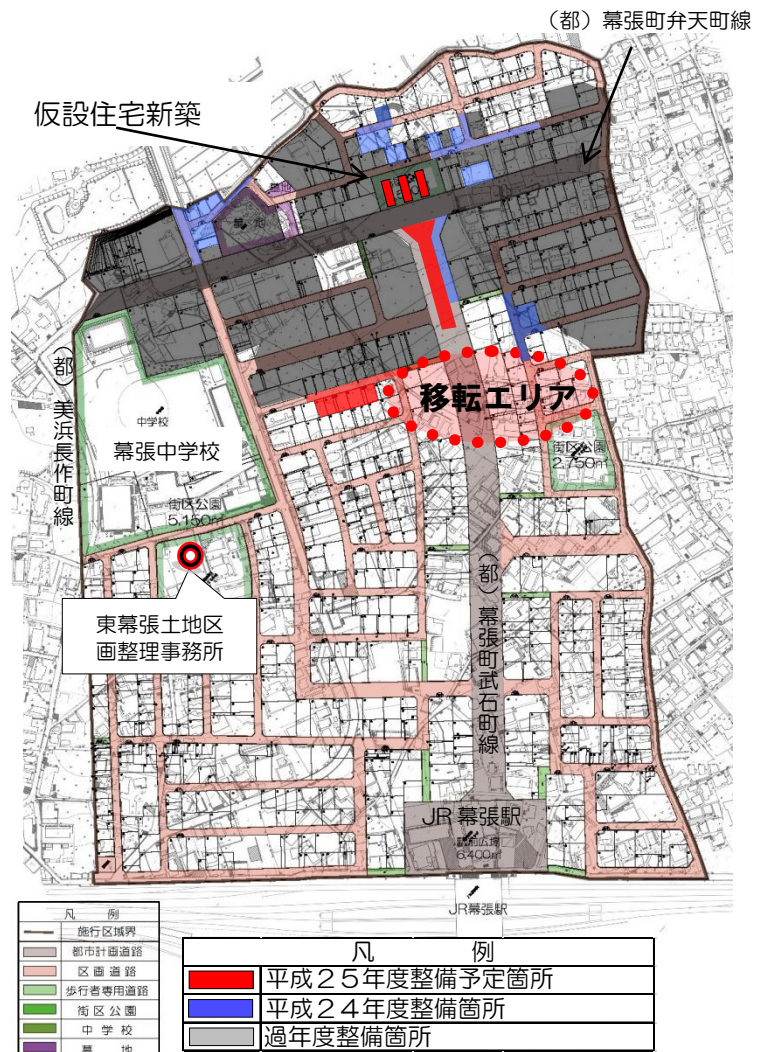 （都）幕張町弁天町線
仮設住宅新築
墓地
墓　地
移転エリア
（都）美浜長作町線
中学校
幕張中学校
街区公園
2,750㎡
街区公園
5,150㎡
（都）幕張町武石町線
東幕張土地区
画整理事務所
JR幕張駅
駅前広場
6,400㎡
JR幕張駅
凡　例
施行区域界
都市計画道路
区画道路
歩行者専用道路
街区公園
中学校
墓　地
凡　例
平成２５年度整備予定箇所
平成２４年度整備箇所
過年度整備箇所